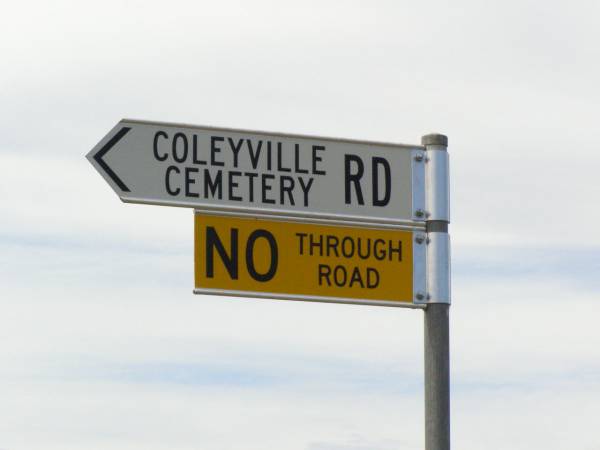 COLEYVILLE
CEMETERY RD
NO THROUGH
ROAD